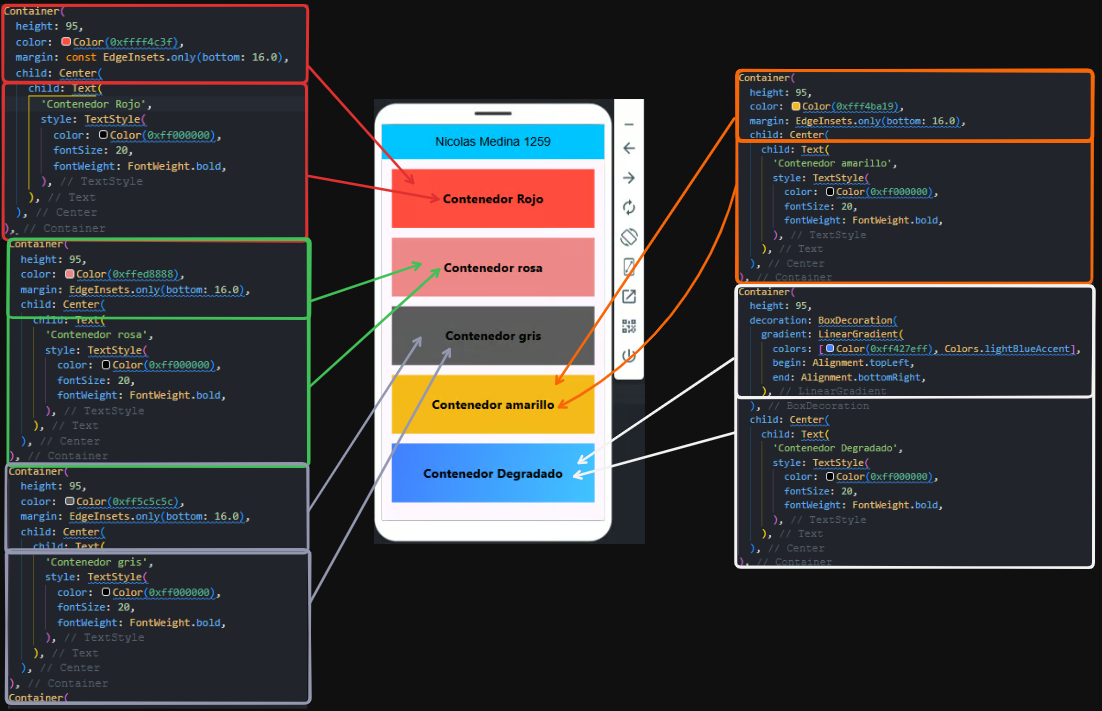 Container(
height: 95,
color: Color(0xffff4c3f),
margin: const EdgeInsets.only(bottom: 16.0),
child: Center(
child: Text(
'Contenedor Rojo',
style: TextStyle(
color: Color(0xff000000),
fontSize: 20,
fontWeight: FontWeight.bold,
), // TextStyle
), // Text
), // Center
), // Container
Container(
height: 95,
color: Color(0xffed8888),
margin: EdgeInsets.only(bottom: 16.0),
child: Center(
child: Text(
'Contenedor rosa',
style: TextStyle(
color: Color(0xff000000),
fontSize: 20,
fontWeight: FontWeight.bold,
), // TextStyle
), // Text
), // Center
), // Container
Container(
height: 95,
color: Color(0xff5c5c5c),
margin: EdgeInsets.only(bottom: 16.0),
child: Center(
child: Text(
'Contenedor gris',
style: TextStyle(
color: Color(0xff000000),
fontSize: 20,
fontWeight: FontWeight.bold,
), // TextStyle
), // Text
), // Center
), // Container
Container(
Nicolas Medina 1259
Contenedor Rojo
Contenedor rosa
Contenedor gris
Contenedor amarillo
Contenedor Degradado
Container(
height: 95,
color: Color(0xfff4ba19),
margin: EdgeInsets.only(bottom: 16.0),
child: Center(
child: Text(
'Contenedor amarillo',
style: TextStyle(
color: Color(0xff000000),
fontSize: 20,
fontWeight: FontWeight.bold,
), // TextStyle
), // Text
), // Center
), // Container
Container(
height: 95,
decoration: BoxDecoration(
gradient: LinearGradient(
colors: [Color(0xff427eff), Colors.lightBlueAccent],
begin: Alignment.topLeft,
end: Alignment.bottomRight,
), // LinearGradient
), // BoxDecoration
child: Center(
child: Text(
'Contenedor Degradado',
style: TextStyle(
color: Color(0xff000000),
fontSize: 20,
fontWeight: FontWeight.bold,
), // TextStyle
), // Text
), // Center
), // Container